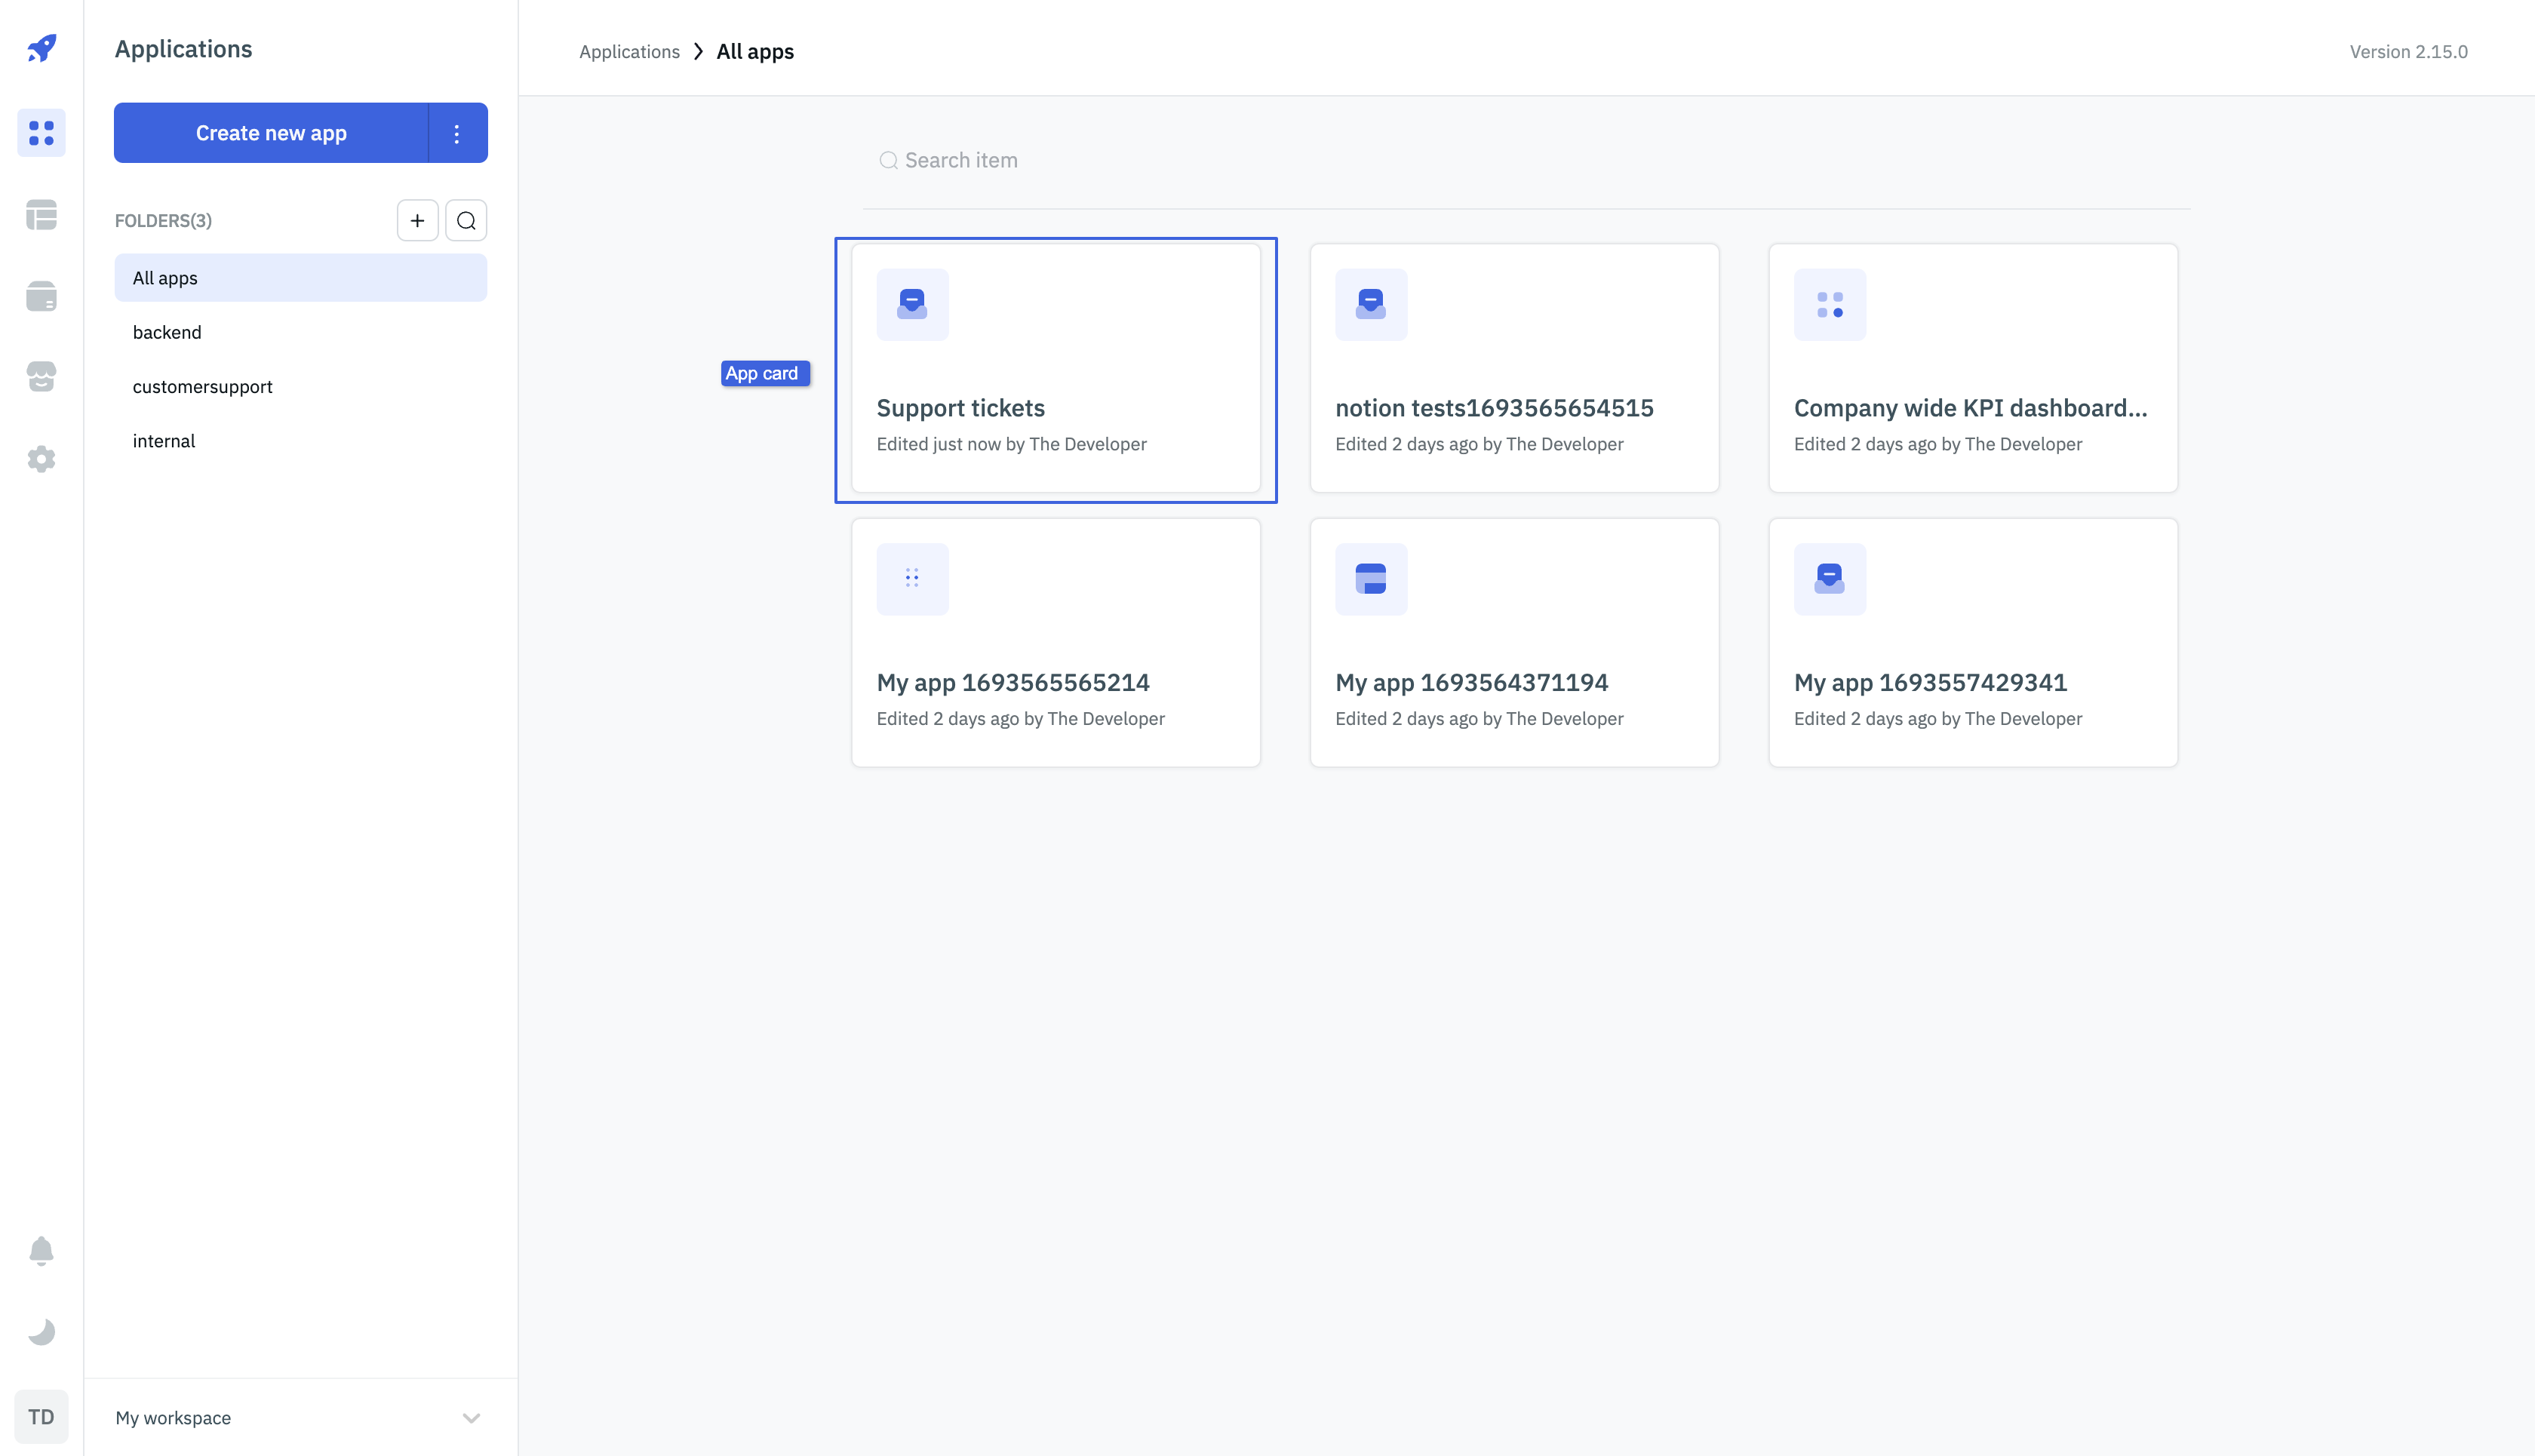 Applications
Create new app
FOLDERS(3)
All apps
backend
customersupport
internal
My workspace
TD
Applications > All apps
Version 2.15.0
Search item
App card
Support tickets
Edited just now by The Developer
notion tests1693565654515
Edited 2 days ago by The Developer
Company wide KPI dashboard...
Edited 2 days ago by The Developer
My app 1693565565214
Edited 2 days ago by The Developer
My app 1693564371194
Edited 2 days ago by The Developer
My app 1693557429341
Edited 2 days ago by The Developer